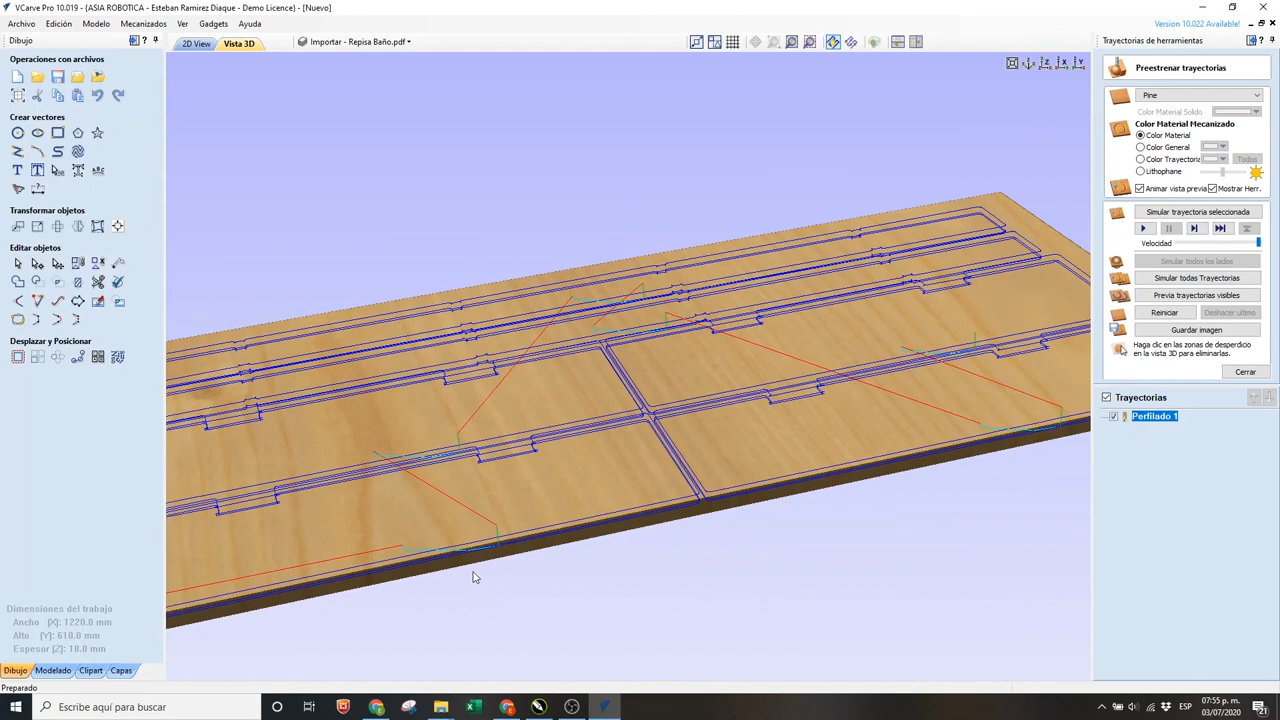 VCarve Pro 10.019 - (ASIA ROBOTICA - Esteban Ramirez Diaque - Demo Licence) - [Nuevo]
Archivo Edición Modelo Mecanizados Ver Gadgets Ayuda
Version 10.022 Available!
Dibujo
2D View Vista 3D Importar - Repisa Baño.pdf
Trayectorias de herramientas
Operaciones con archivos
Crear vectores
Transformar objetos
Editar objetos
Desplazar y Posicionar
Dimensiones del trabajo
Ancho (X): 1220.0 mm
Alto (Y): 610.0 mm
Espesor (Z): 18.0 mm
Dibujo Modelado Clipart Capas
Preparado
Preestrenar trayectorias
Pine
Color Material Solido
Color Material Mecanizado
Color Material
Color General
Color Trayectoria Todos
Lithophane
Animar vista previa Mostrar Herr.
Simular trayectoria seleccionada
Velocidad
Simular todos los lados
Simular todas Trayectorias
Previa trayectorias visibles
Reiniciar Deshacer ultimo
Guardar imagen
Haga clic en las zonas de desperdicio
en la vista 3D para eliminarlas.
Cerrar
Trayectorias
Perfilado 1
Escribe aquí para buscar
ESP
07:55 p. m.
03/07/2020
21